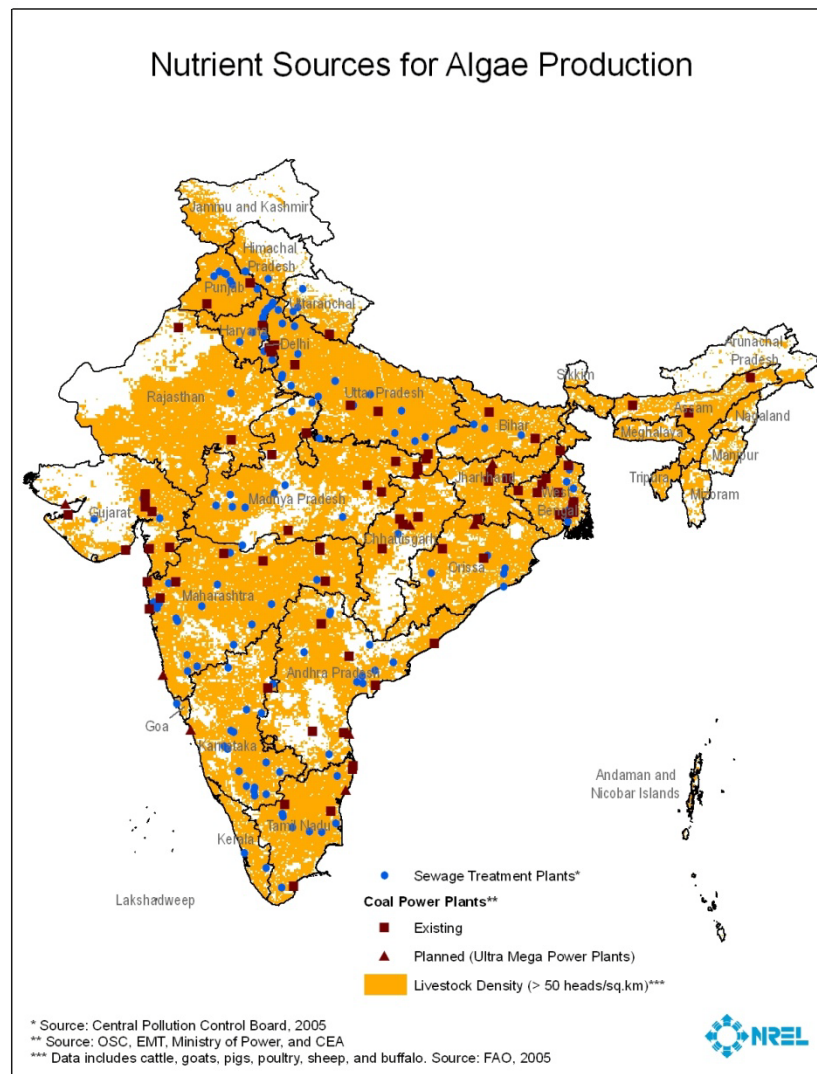 Nutrient Sources for Algae Production
Jammu and Kashmir
Himachal
Pradesh
Punjab
Uttaranchal
Haryana
Delhi
Arunachal
Pradesh
Sikkim
Rajasthan
Uttar Pradesh
Assam
Nagaland
Bihar
Meghalaya
Manipur
Jharkhand
Tripura
Mizoram
Gujarat
Madhya Pradesh
West
Bengal
Chhattisgarh
Orissa
Maharashtra
Andhra Pradesh
Goa
Karnataka
Andaman and
Nicobar Islands
Tamil Nadu
Kerala
Lakshadweep
Sewage Treatment Plants*
Coal Power Plants**
Existing
Planned (Ultra Mega Power Plants)
Livestock Density (> 50 heads/sq.km)***
* Source: Central Pollution Control Board, 2005
** Source: OSC, EMT, Ministry of Power, and CEA
*** Data includes cattle, goats, pigs, poultry, sheep, and buffalo. Source: FAO, 2005
NREL